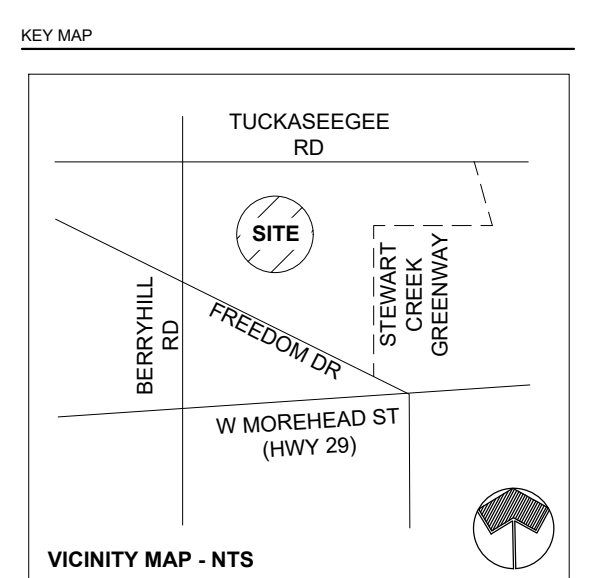 KEY MAP
TUCKASEEGEE
RD
SITE
STEWART
CREEK
GREENWAY
BERRYHILL
RD
FREEDOM DR
W MOREHEAD ST
(HWY 29)
VICINITY MAP - NTS